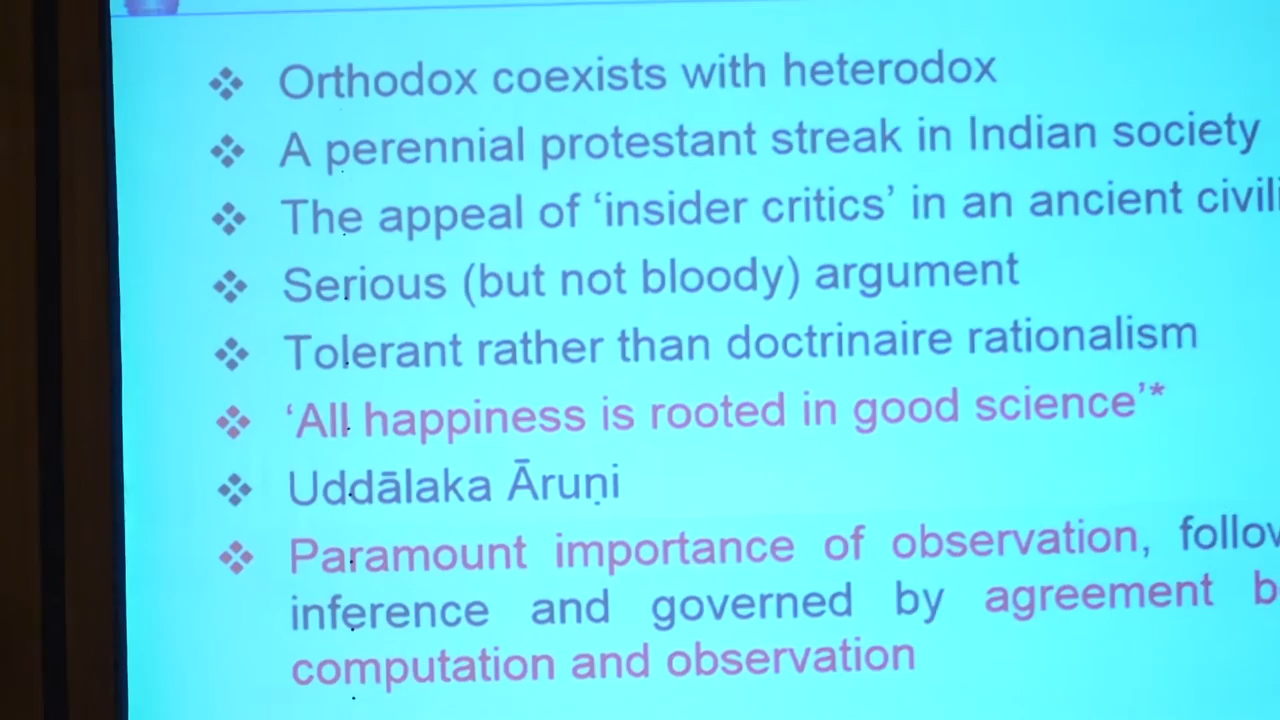 ❖ Orthodox coexists with heterodox
❖ A perennial protestant streak in Indian society
❖ The appeal of ‘insider critics’ in an ancient
❖ Serious (but not bloody) argument
❖ Tolerant rather than doctrinaire rationalism
❖ ‘All happiness is rooted in good science’*
❖ Uddālaka Āruṇi
❖ Paramount importance of observation,
inference and governed by agreement
computation and observation